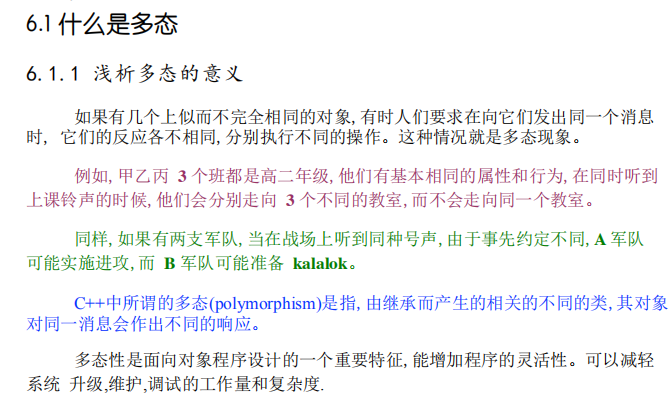 6.1 什么是多态
6.1.1 浅析多态的意义
如果有几个上似而不完全相同的对象,有时人们要求在向它们发出同一个消息
时, 它们的反应各不相同,分别执行不同的操作。这种情况就是多态现象。
例如,甲乙丙 3 个班都是高二年级,他们有基本相同的属性和行为,在同时听到
上课铃声的时候,他们会分别走向 3 个不同的教室,而不会走向同一个教室。
同样,如果有两支军队,当在战场上听到同种号声,由于事先约定不同,A 军队
可能实施进攻,而 B 军队可能准备 kalalok。
C++中所谓的多态(polymorphism)是指,由继承而产生的相关的不同的类,其对象
对同一消息会作出不同的响应。
多态性是面向对象程序设计的一个重要特征,能增加程序的灵活性。可以减轻
系统 升级,维护,调试的工作量和复杂度.